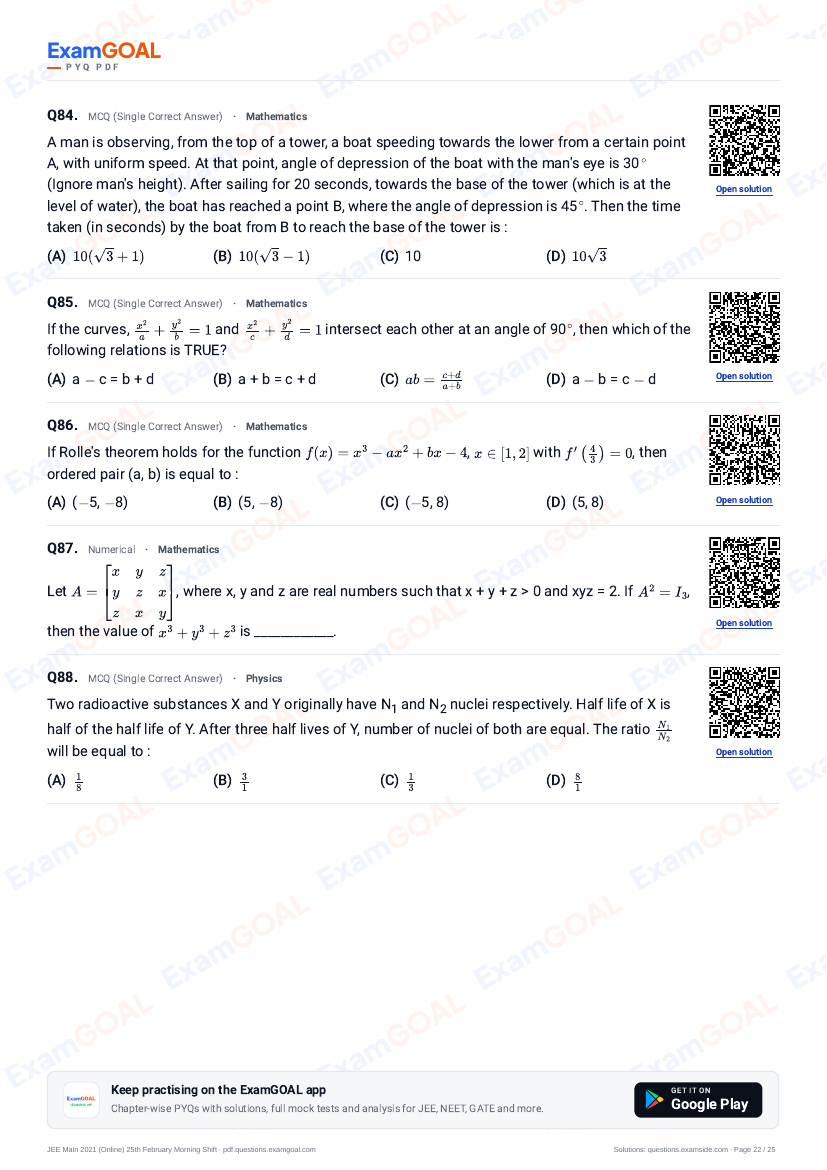 ExamGOAL
PYQ PDF
Q84. MCQ (Single Correct Answer) · Mathematics
A man is observing, from the top of a tower, a boat speeding towards the lower from a certain point
A, with uniform speed. At that point, angle of depression of the boat with the man's eye is 30°
(Ignore man's height). After sailing for 20 seconds, towards the base of the tower (which is at the
level of water), the boat has reached a point B, where the angle of depression is 45°. Then the time
taken (in seconds) by the boat from B to reach the base of the tower is :
(A) 10(√3 + 1) (B) 10(√3 − 1) (C) 10 (D) 10√3
Open solution
Q85. MCQ (Single Correct Answer) · Mathematics
If the curves, x²/a + y²/b = 1 and x²/c + y²/d = 1 intersect each other at an angle of 90°, then which of the
following relations is TRUE?
(A) a − c = b + d (B) a + b = c + d (C) ab = (c+d)/(a+b) (D) a − b = c − d
Open solution
Q86. MCQ (Single Correct Answer) · Mathematics
If Rolle's theorem holds for the function f(x) = x³ − ax² + bx − 4, x ∈ [1, 2] with f′(4/3) = 0, then
ordered pair (a, b) is equal to :
(A) (−5, −8) (B) (5, −8) (C) (−5, 8) (D) (5, 8)
Open solution
Q87. Numerical · Mathematics
Let A = [x y z; y z x; z x y], where x, y and z are real numbers such that x + y + z > 0 and xyz = 2. If A² = I₃,
then the value of x³ + y³ + z³ is ____________.
Open solution
Q88. MCQ (Single Correct Answer) · Physics
Two radioactive substances X and Y originally have N₁ and N₂ nuclei respectively. Half life of X is
half of the half life of Y. After three half lives of Y, number of nuclei of both are equal. The ratio N₁/N₂
will be equal to :
(A) 1/8 (B) 3/1 (C) 1/3 (D) 8/1
Open solution
Keep practising on the ExamGOAL app
Chapter-wise PYQs with solutions, full mock tests and analysis for JEE, NEET, GATE and more.
GET IT ON
Google Play
JEE Main 2021 (Online) 25th February Morning Shift · pdf.questions.examgoal.com
Solutions: questions.examside.com · Page 22 / 25